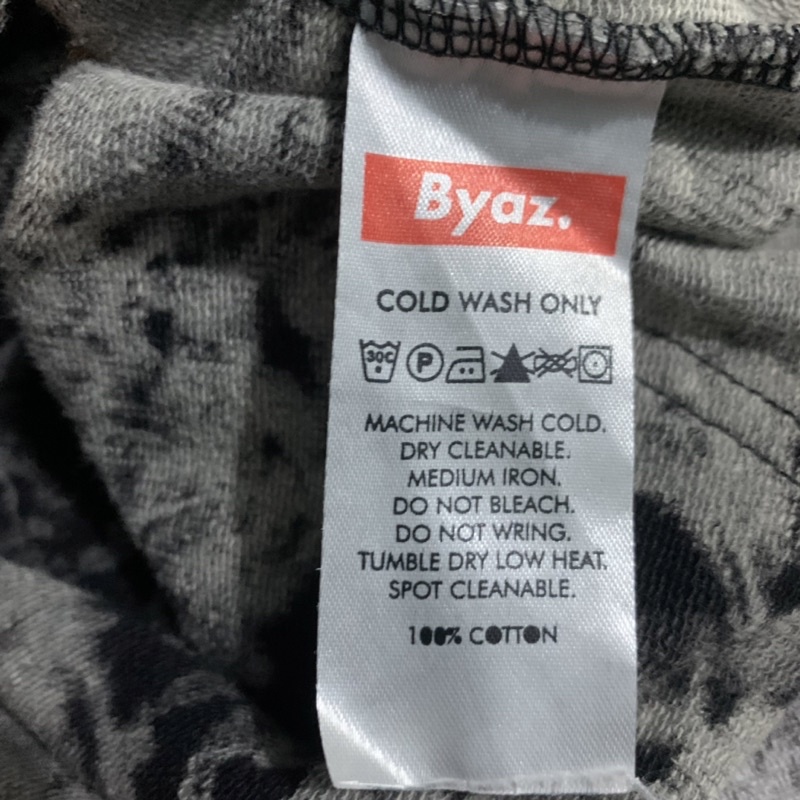 Byaz.
COLD WASH ONLY
30C P
MACHINE WASH COLD.
DRY CLEANABLE.
MEDIUM IRON.
DO NOT BLEACH.
DO NOT WRING.
TUMBLE DRY LOW HEAT.
SPOT CLEANABLE.
100% COTTON